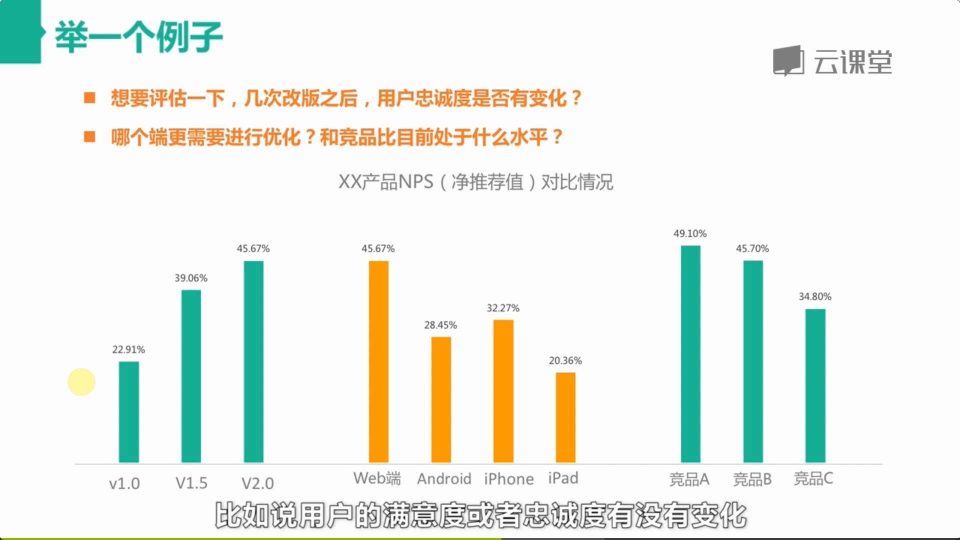 举一个例子
云课堂
想要评估一下，几次改版之后，用户忠诚度是否有变化？
哪个端更需要进行优化？和竞品比目前处于什么水平？
XX产品NPS（净推荐值）对比情况
22.91%
39.06%
45.67%
45.67%
28.45%
32.27%
20.36%
49.10%
45.70%
34.80%
v1.0
V1.5
V2.0
Web端
Android
iPhone
iPad
竞品A
竞品B
竞品C
比如说用户的满意度或者忠诚度有没有变化